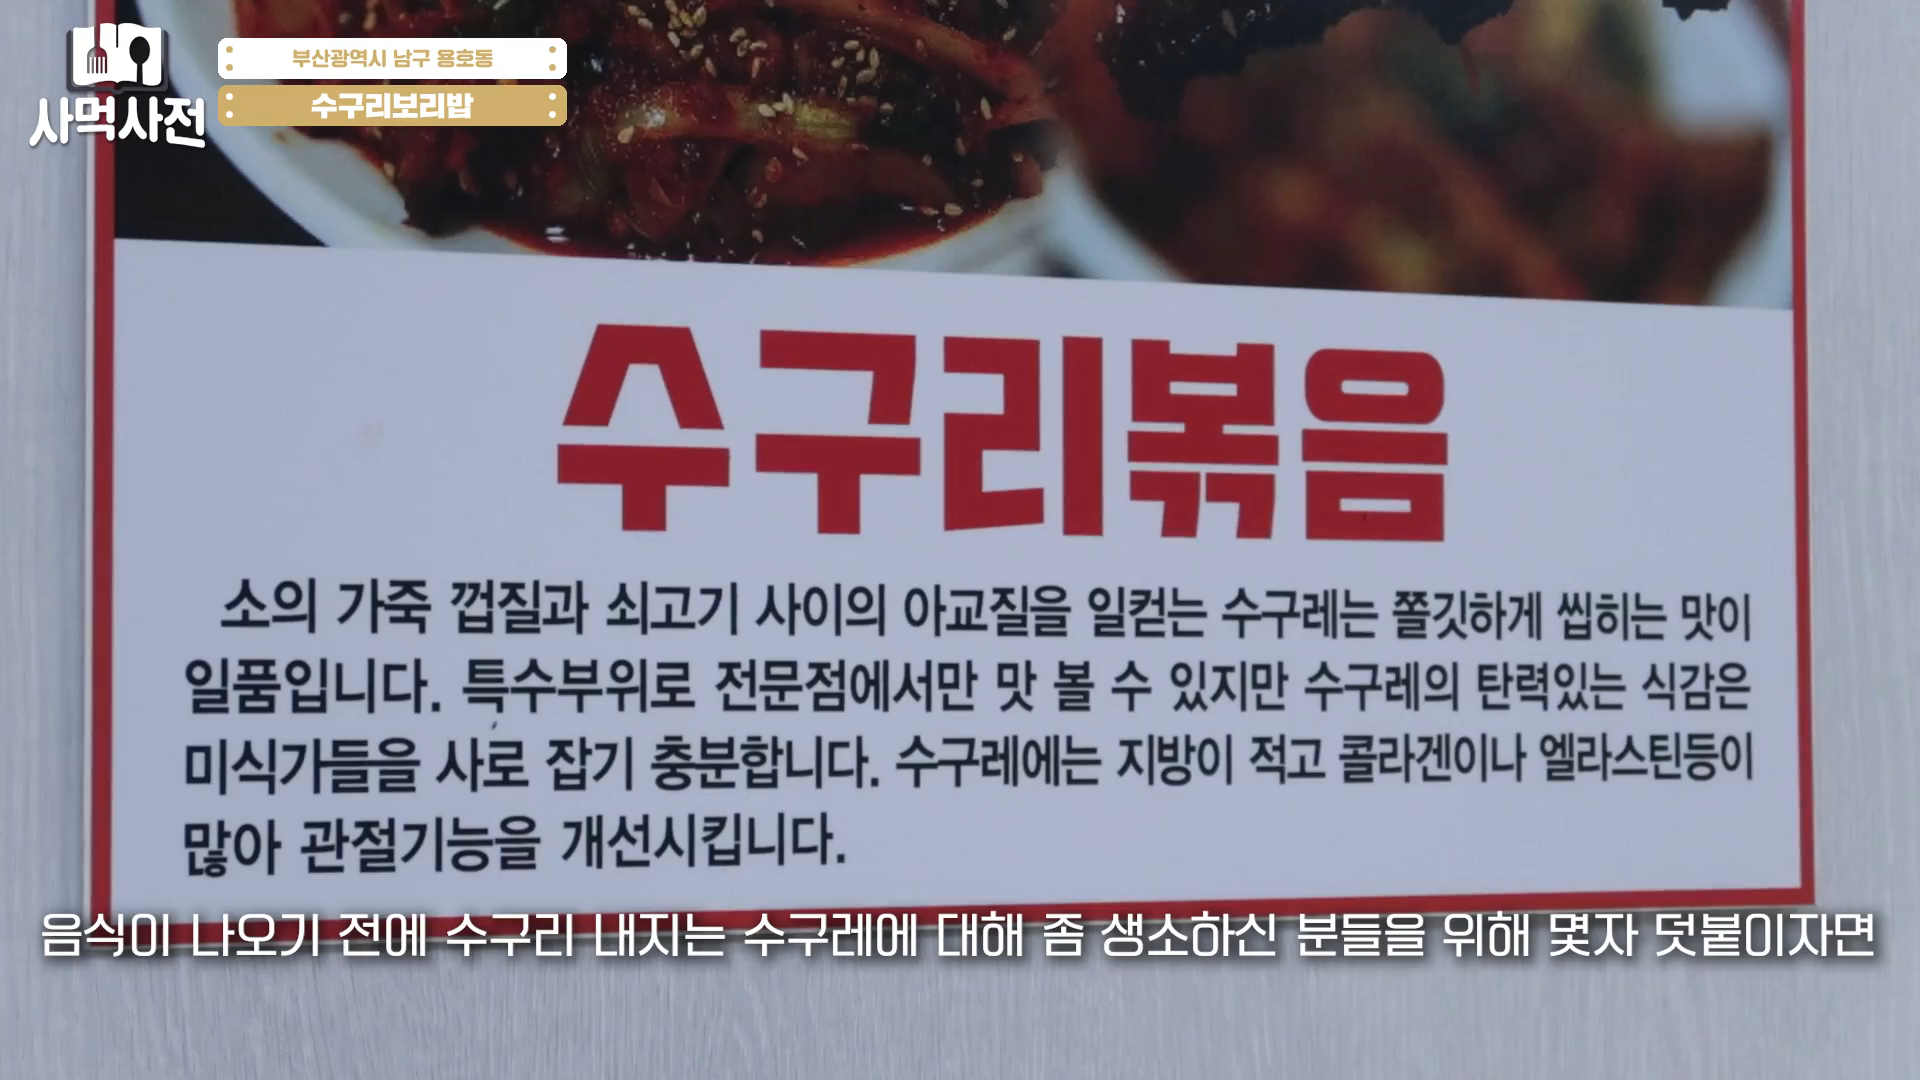 사먹사전
부산광역시 남구 용호동
수구리보리밥
수구리볶음
소의 가죽 껍질과 쇠고기 사이의 아교질을 일컫는 수구레는 쫄깃하게 씹히는 맛이
일품입니다. 특수부위로 전문점에서만 맛 볼 수 있지만 수구레의 탄력있는 식감은
미식가들을 사로 잡기 충분합니다. 수구레에는 지방이 적고 콜라겐이나 엘라스틴등이
많아 관절기능을 개선시킵니다.
음식이 나오기 전에 수구리 내지는 수구레에 대해 좀 생소하신 분들을 위해 몇자 덧붙이자면